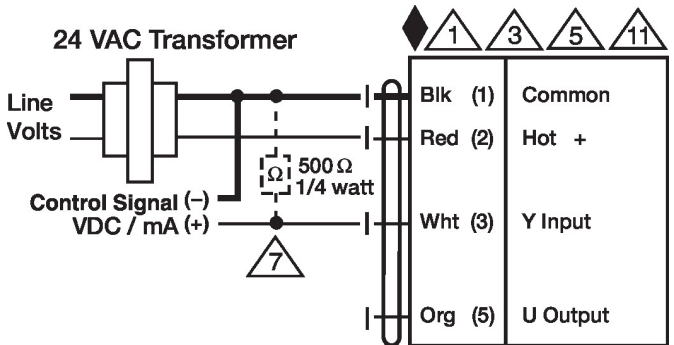 1 3 5 11
24 VAC Transformer
Line
Volts
Blk (1) Common
Red (2) Hot +
Ω 500 Ω
1/4 watt
Control Signal (–)
VDC / mA (+)
Wht (3) Y Input
7
Org (5) U Output